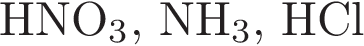 HNO₃, NH₃, HCl